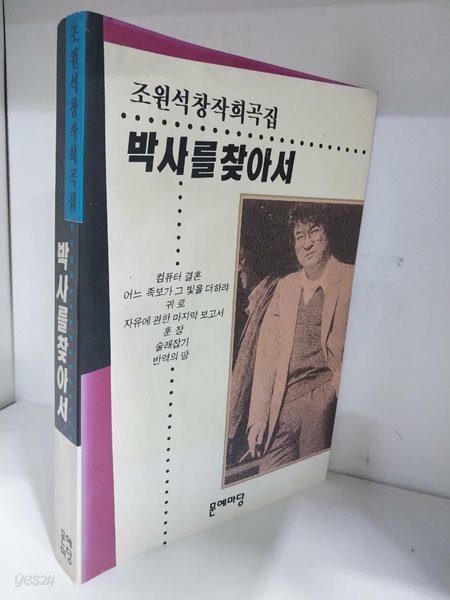 조원석창작희곡집
박사를찾아서
조원석창작희곡집
박사를찾아서
컴퓨터 결혼
어느 족보가 그 빛을 더하랴
귀 로
자유에 관한 마지막 보고서
훈 장
술래잡기
반역의 땅
문예마당
문예
마당
yes24